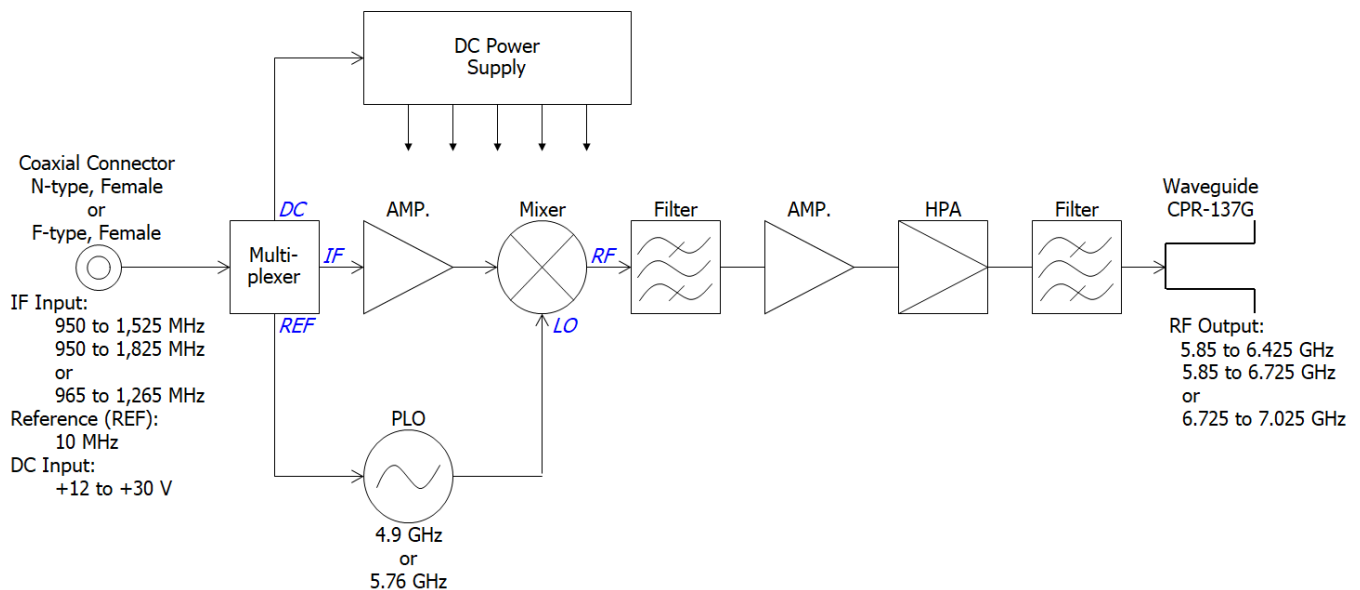 DC Power
Supply
Coaxial Connector
N-type, Female
or
F-type, Female
DC
AMP.
Mixer
Filter
AMP.
HPA
Filter
Waveguide
CPR-137G
Multi-
plexer
IF
RF
REF
LO
IF Input:
950 to 1,525 MHz
950 to 1,825 MHz
or
965 to 1,265 MHz
Reference (REF):
10 MHz
DC Input:
+12 to +30 V
PLO
4.9 GHz
or
5.76 GHz
RF Output:
5.85 to 6.425 GHz
5.85 to 6.725 GHz
or
6.725 to 7.025 GHz